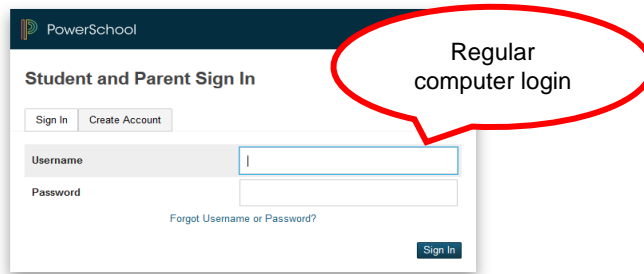 PowerSchool
Regular
computer login
Student and Parent Sign In
Sign In Create Account
Username
Password
Forgot Username or Password?
Sign In